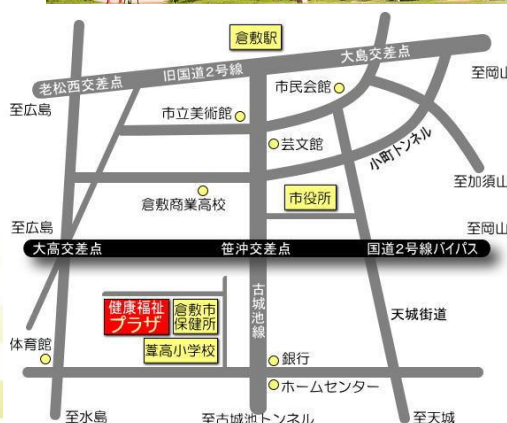 倉敷駅
大島交差点
旧国道2号線
老松西交差点
至岡山
至広島
市民会館
市立美術館
芸文館
小町トンネル
至加須山
倉敷商業高校
市役所
至広島
至岡山
大高交差点
笹沖交差点
国道2号線バイパス
古城池線
健康福祉
プラザ
倉敷市
保健所
天城街道
葦高小学校
体育館
銀行
ホームセンター
至水島
至古城池トンネル
至天城